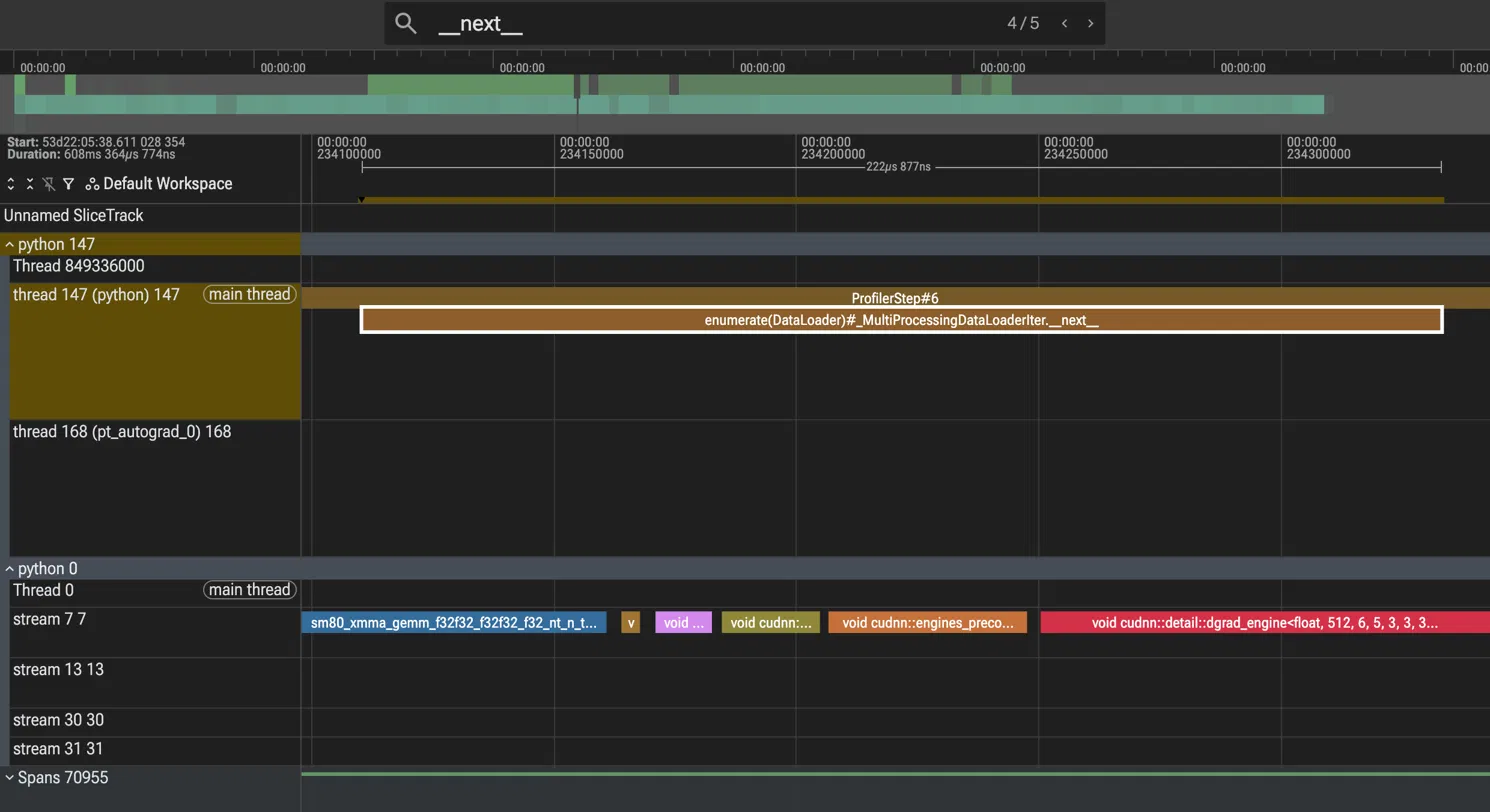 __next__ 4 / 5
00:00:00 00:00:00 00:00:00 00:00:00 00:00:00 00:00:00 00:00
Start: 53d22:05:38.611 028 354
Duration: 608ms 364µs 774ns
00:00:00 00:00:00 00:00:00 00:00:00 00:00:00
234100000 234150000 234200000 234250000 234300000
222µs 877ns
Default Workspace
Unnamed SliceTrack
python 147
Thread 849336000
thread 147 (python) 147 main thread
ProfilerStep#6
enumerate(DataLoader)#_MultiProcessingDataLoaderIter.__next__
thread 168 (pt_autograd_0) 168
python 0
Thread 0 main thread
stream 7 7
sm80_xmma_gemm_f32f32_f32f32_f32_nt_n_t... v void ... void cudnn:... void cudnn::engines_preco... void cudnn::detail::dgrad_engine<float, 512, 6, 5, 3, 3, 3...
stream 13 13
stream 30 30
stream 31 31
Spans 70955